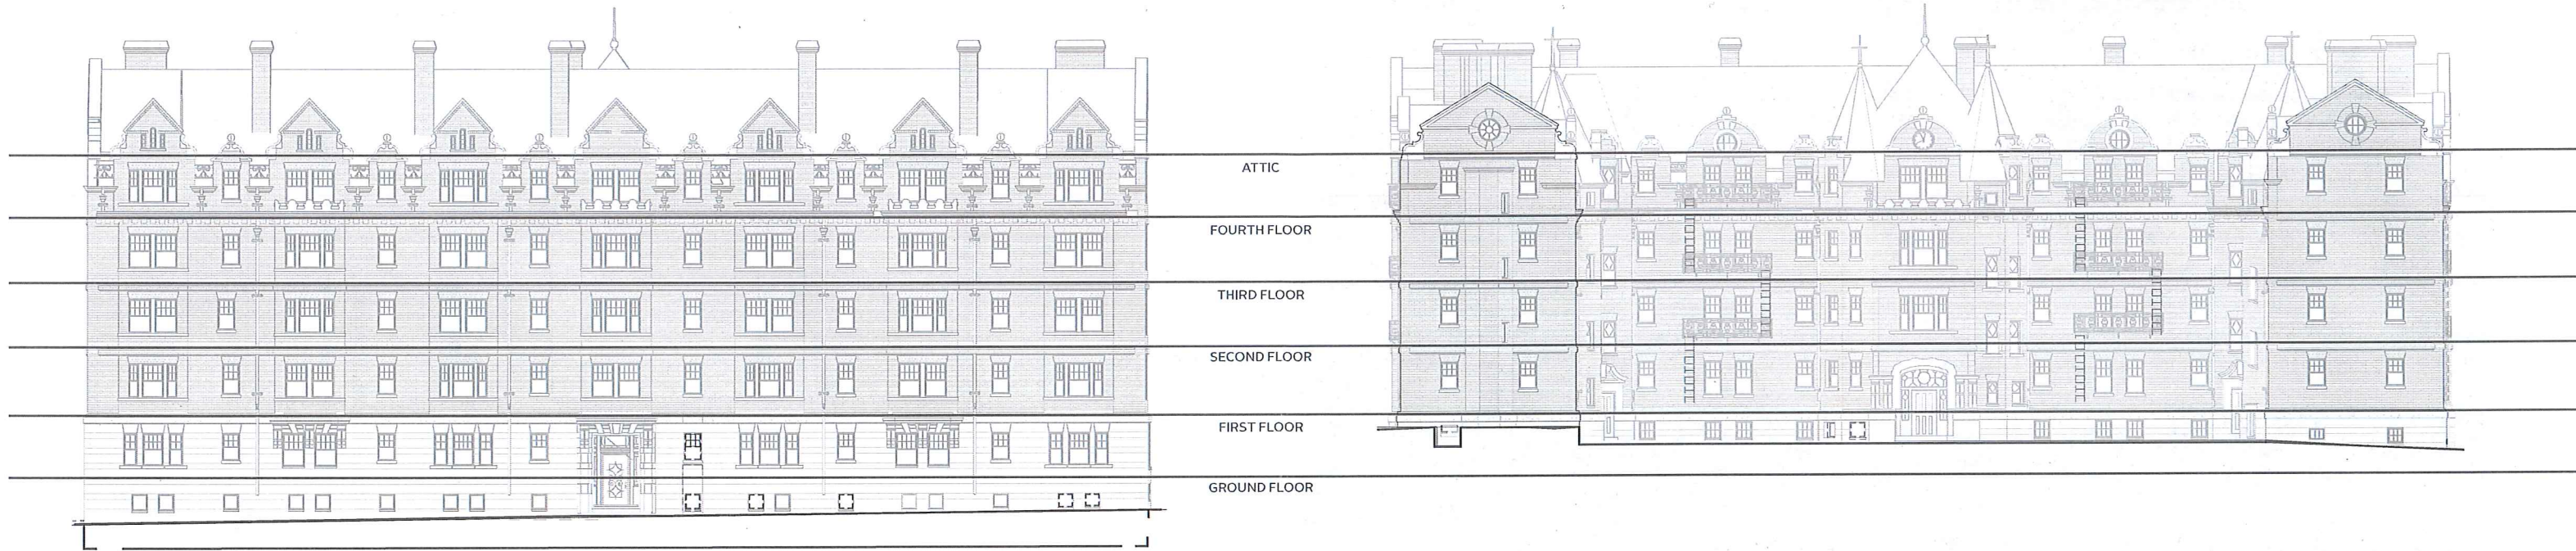 ATTIC
FOURTH FLOOR
THIRD FLOOR
SECOND FLOOR
FIRST FLOOR
GROUND FLOOR